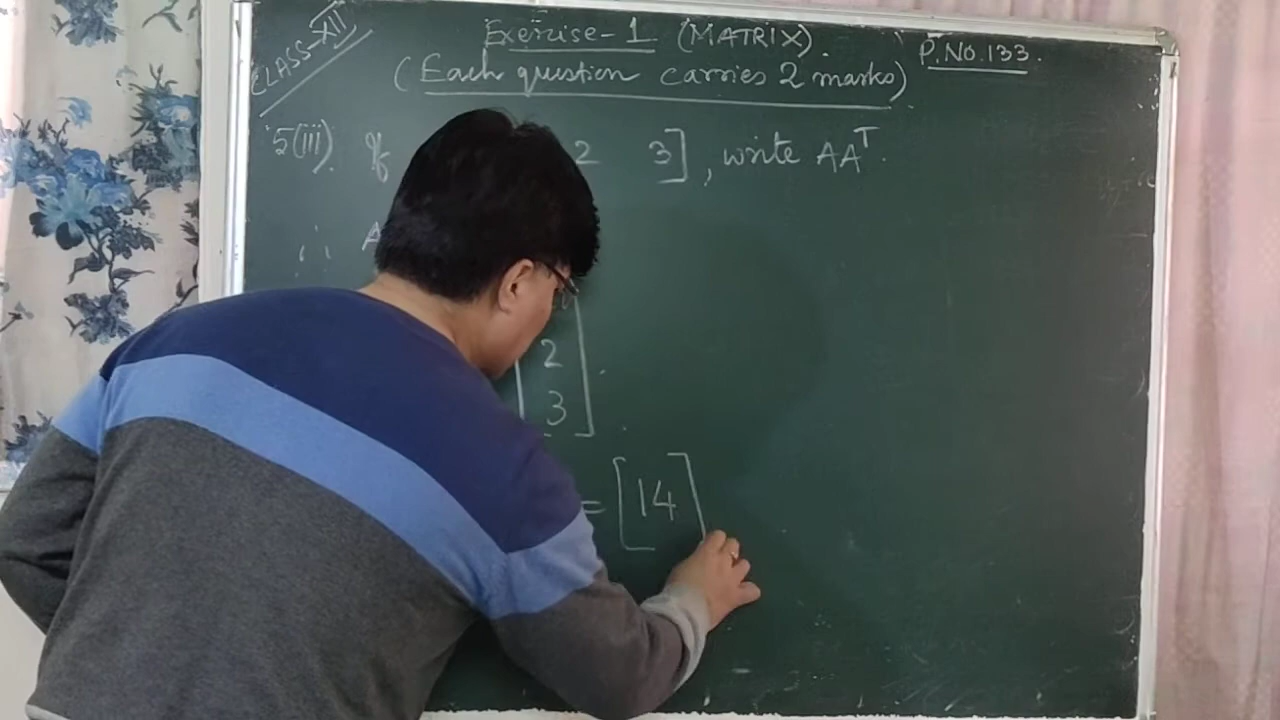 CLASS-XII
Exercise-1 (MATRIX).
P.NO.133.
(Each question carries 2 marks)
5(iii). If 2 3], write AAᵀ.
∴ A
2
3
= [14]